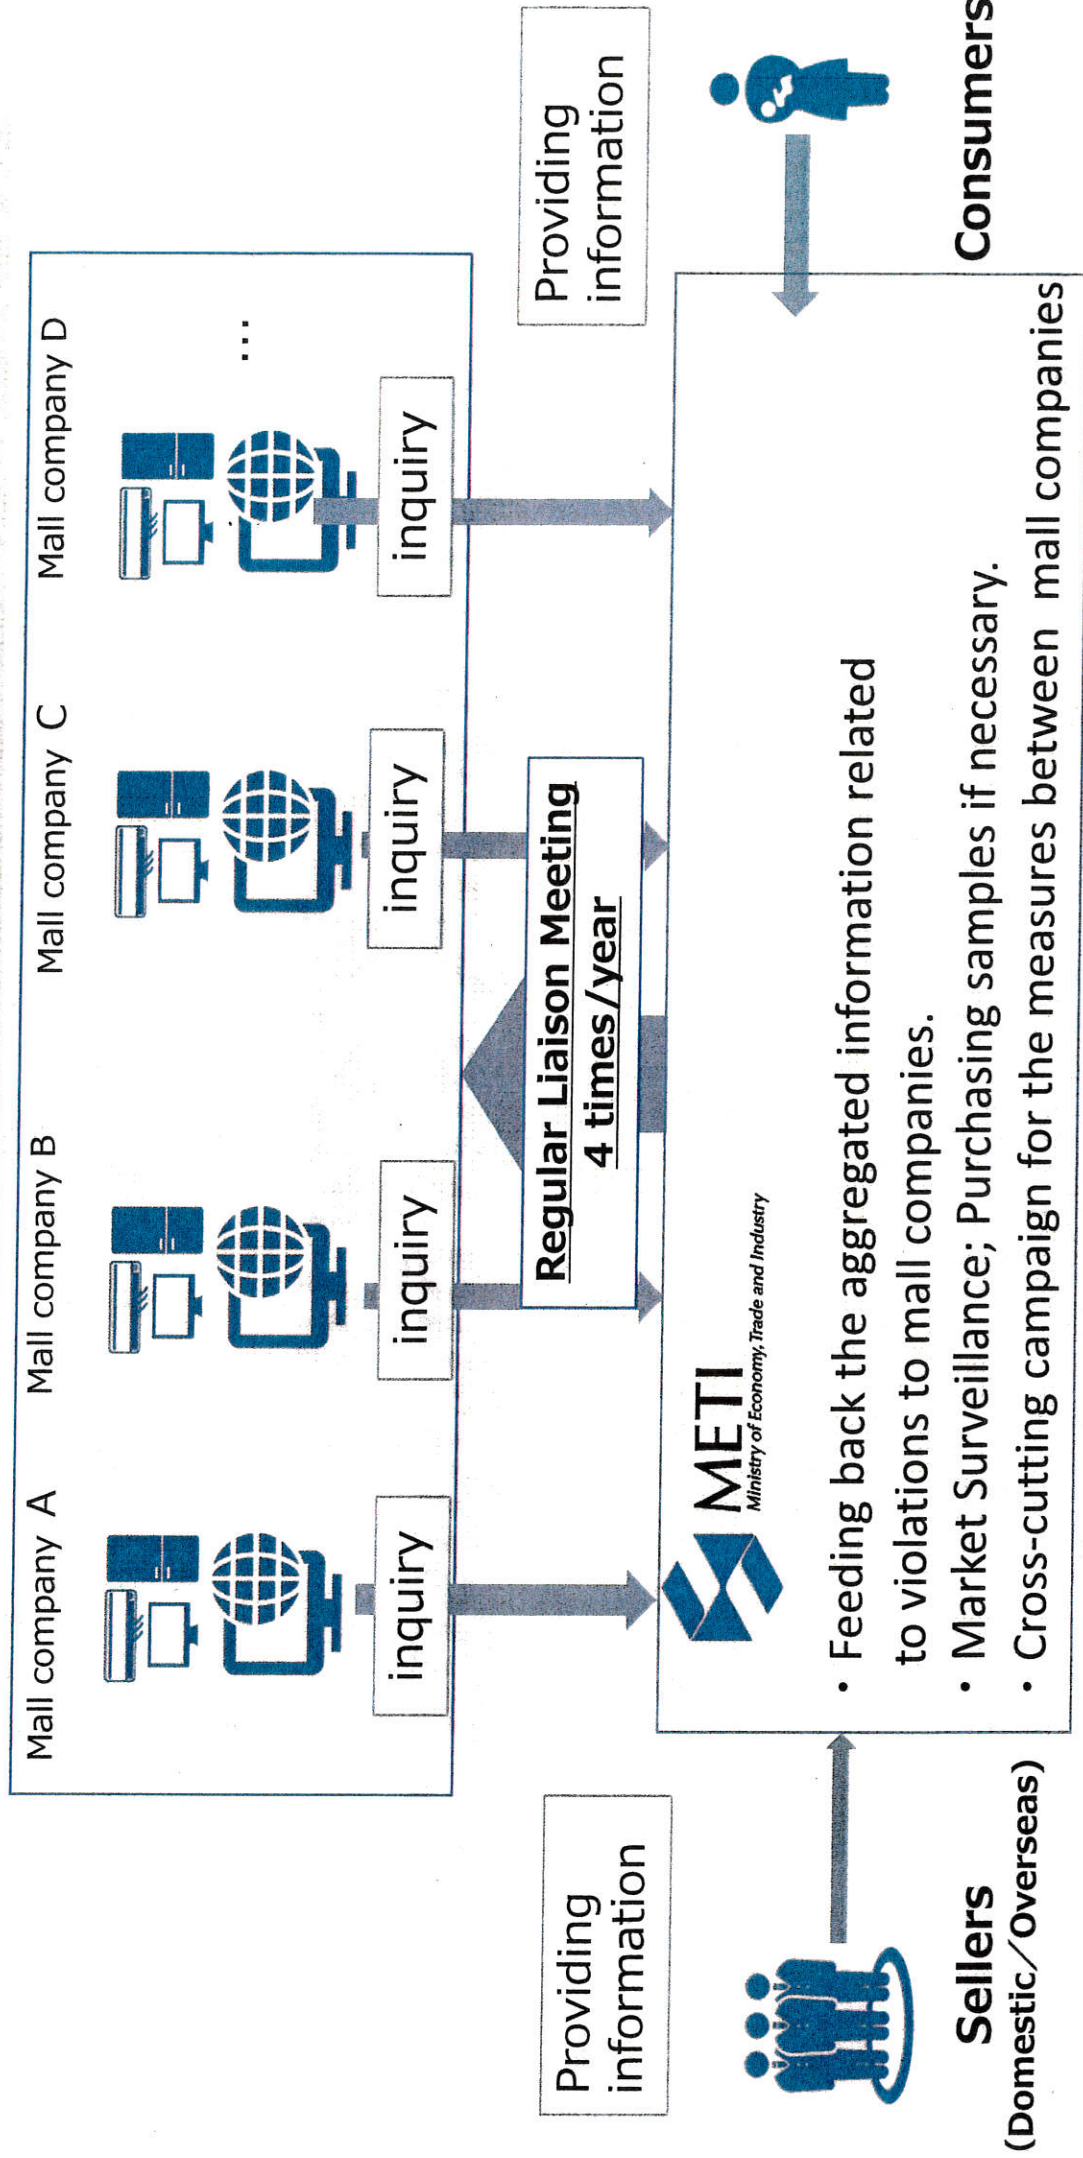 Mall company A
Mall company B
Mall company C
Mall company D
...
inquiry
inquiry
inquiry
inquiry
Regular Liaison Meeting
4 times/year
Providing
information
Providing
information
METI
Ministry of Economy, Trade and Industry
• Feeding back the aggregated information related
to violations to mall companies.
• Market Surveillance; Purchasing samples if necessary.
• Cross-cutting campaign for the measures between mall companies
Sellers
(Domestic/Overseas)
Consumers